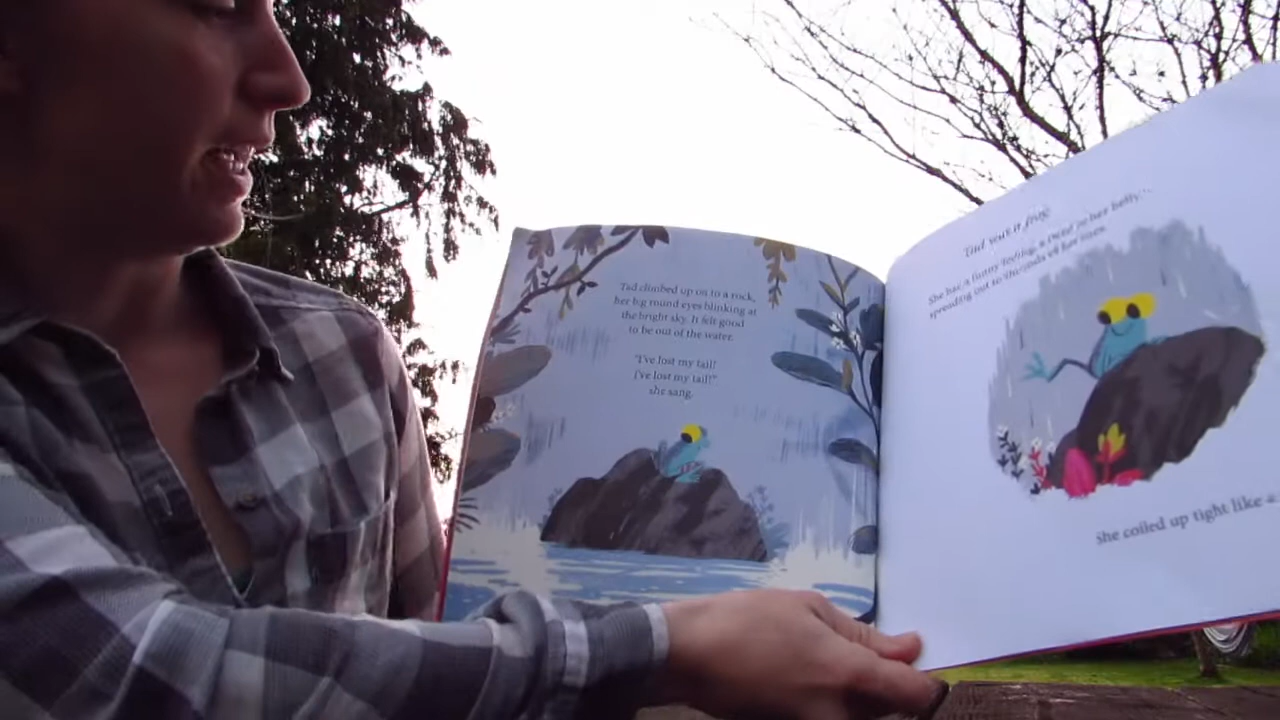 Tad climbed up on to a rock,
her big round eyes blinking at
the bright sky. It felt good
to be out of the water.
"I've lost my tail!
I've lost my tail!"
she sang.
Tad was a frog
She had a funny feeling, a twist in her belly
spreading out to the ends of her toes.
She coiled up tight like a